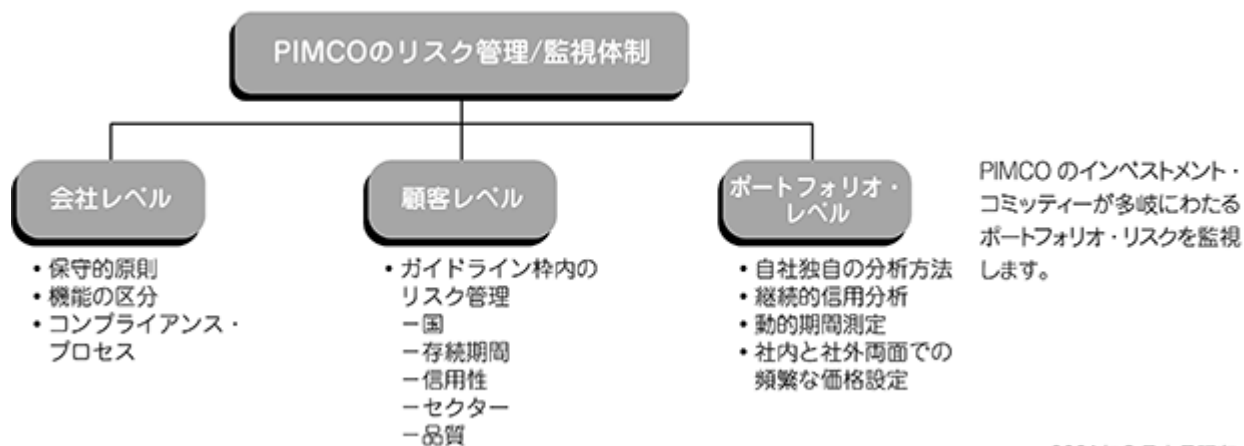 PIMCOのリスク管理/監視体制
会社レベル
• 保守的原則
• 機能の区分
• コンプライアンス・
プロセス
顧客レベル
• ガイドライン枠内の
リスク管理
－国
－存続期間
－信用性
－セクター
－品質
ポートフォリオ・
レベル
• 自社独自の分析方法
• 継続的信用分析
• 動的期間測定
• 社内と社外両面での
頻繁な価格設定
PIMCO のインベストメント・
コミッティーが多岐にわたる
ポートフォリオ・リスクを監視
します。